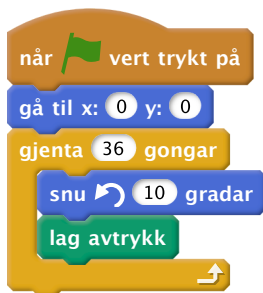 når vert trykt på
gå til x: 0 y: 0
gjenta 36 gongar
snu 10 gradar
lag avtrykk